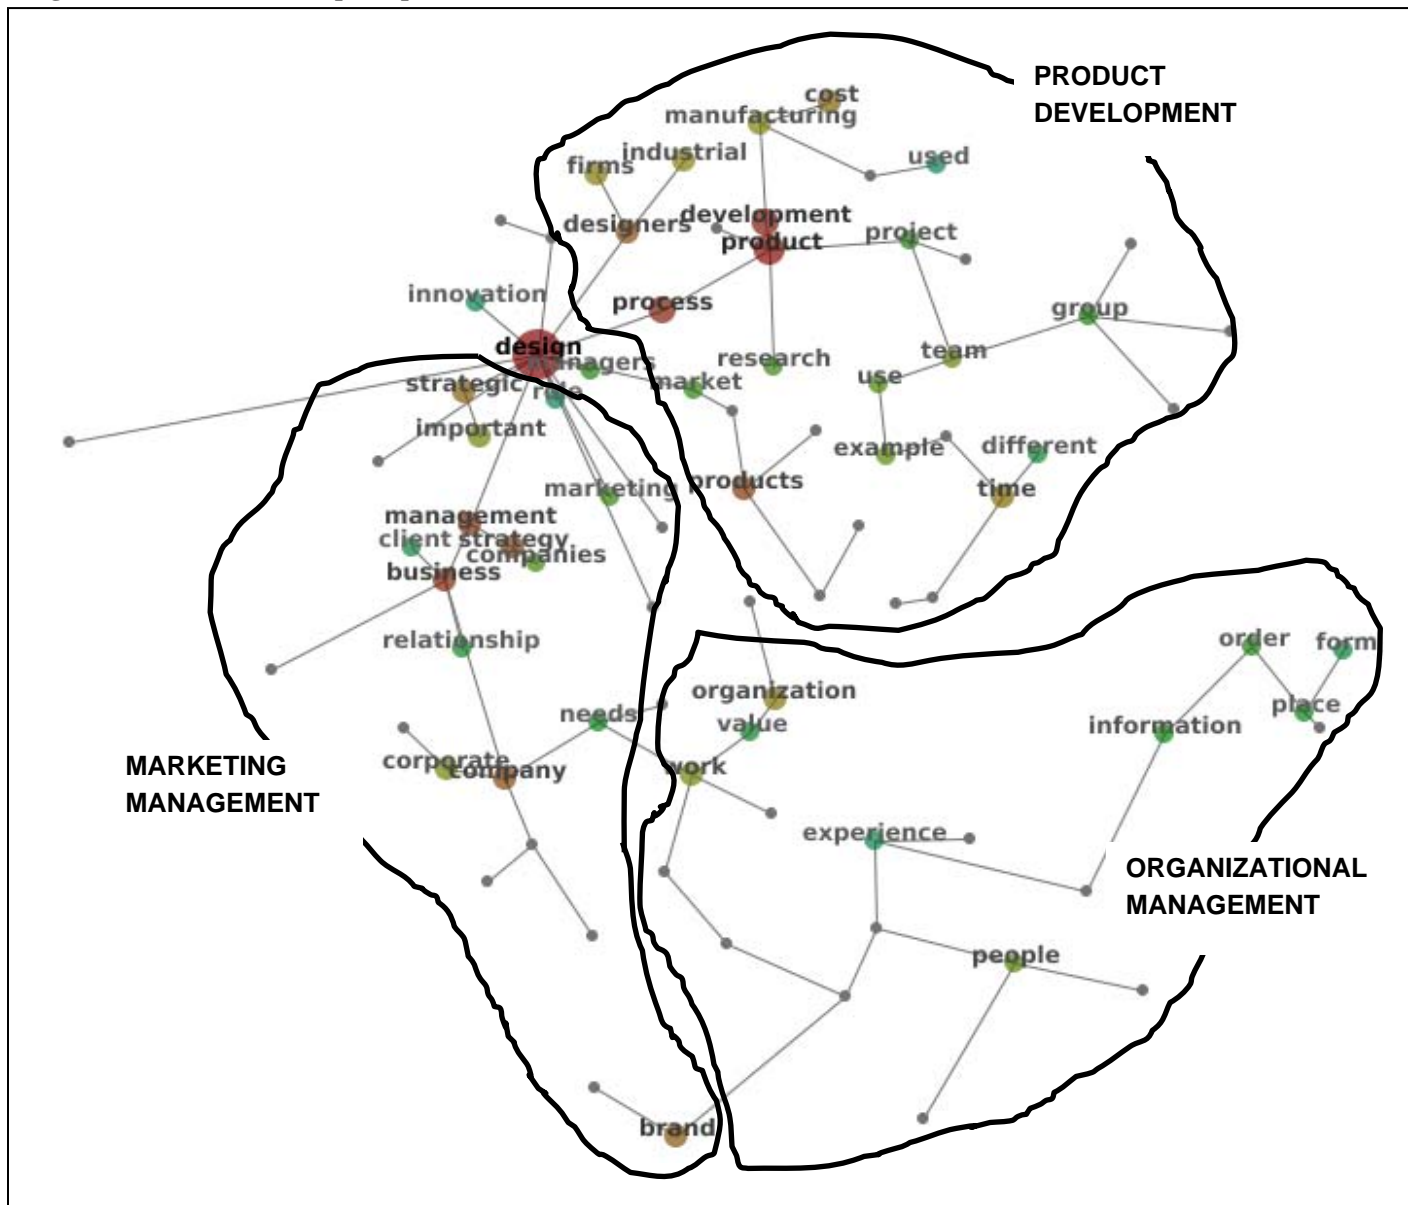 PRODUCT
DEVELOPMENT
cost
manufacturing
industrial
firms
used
development
designers
product
project
innovation
process
group
design
managers
research
team
strategic
role
market
use
important
example
different
marketing
products
time
management
client strategy
companies
business
relationship
order
form
organization
needs
value
place
information
MARKETING
MANAGEMENT
corporate
company
work
experience
ORGANIZATIONAL
MANAGEMENT
people
brand